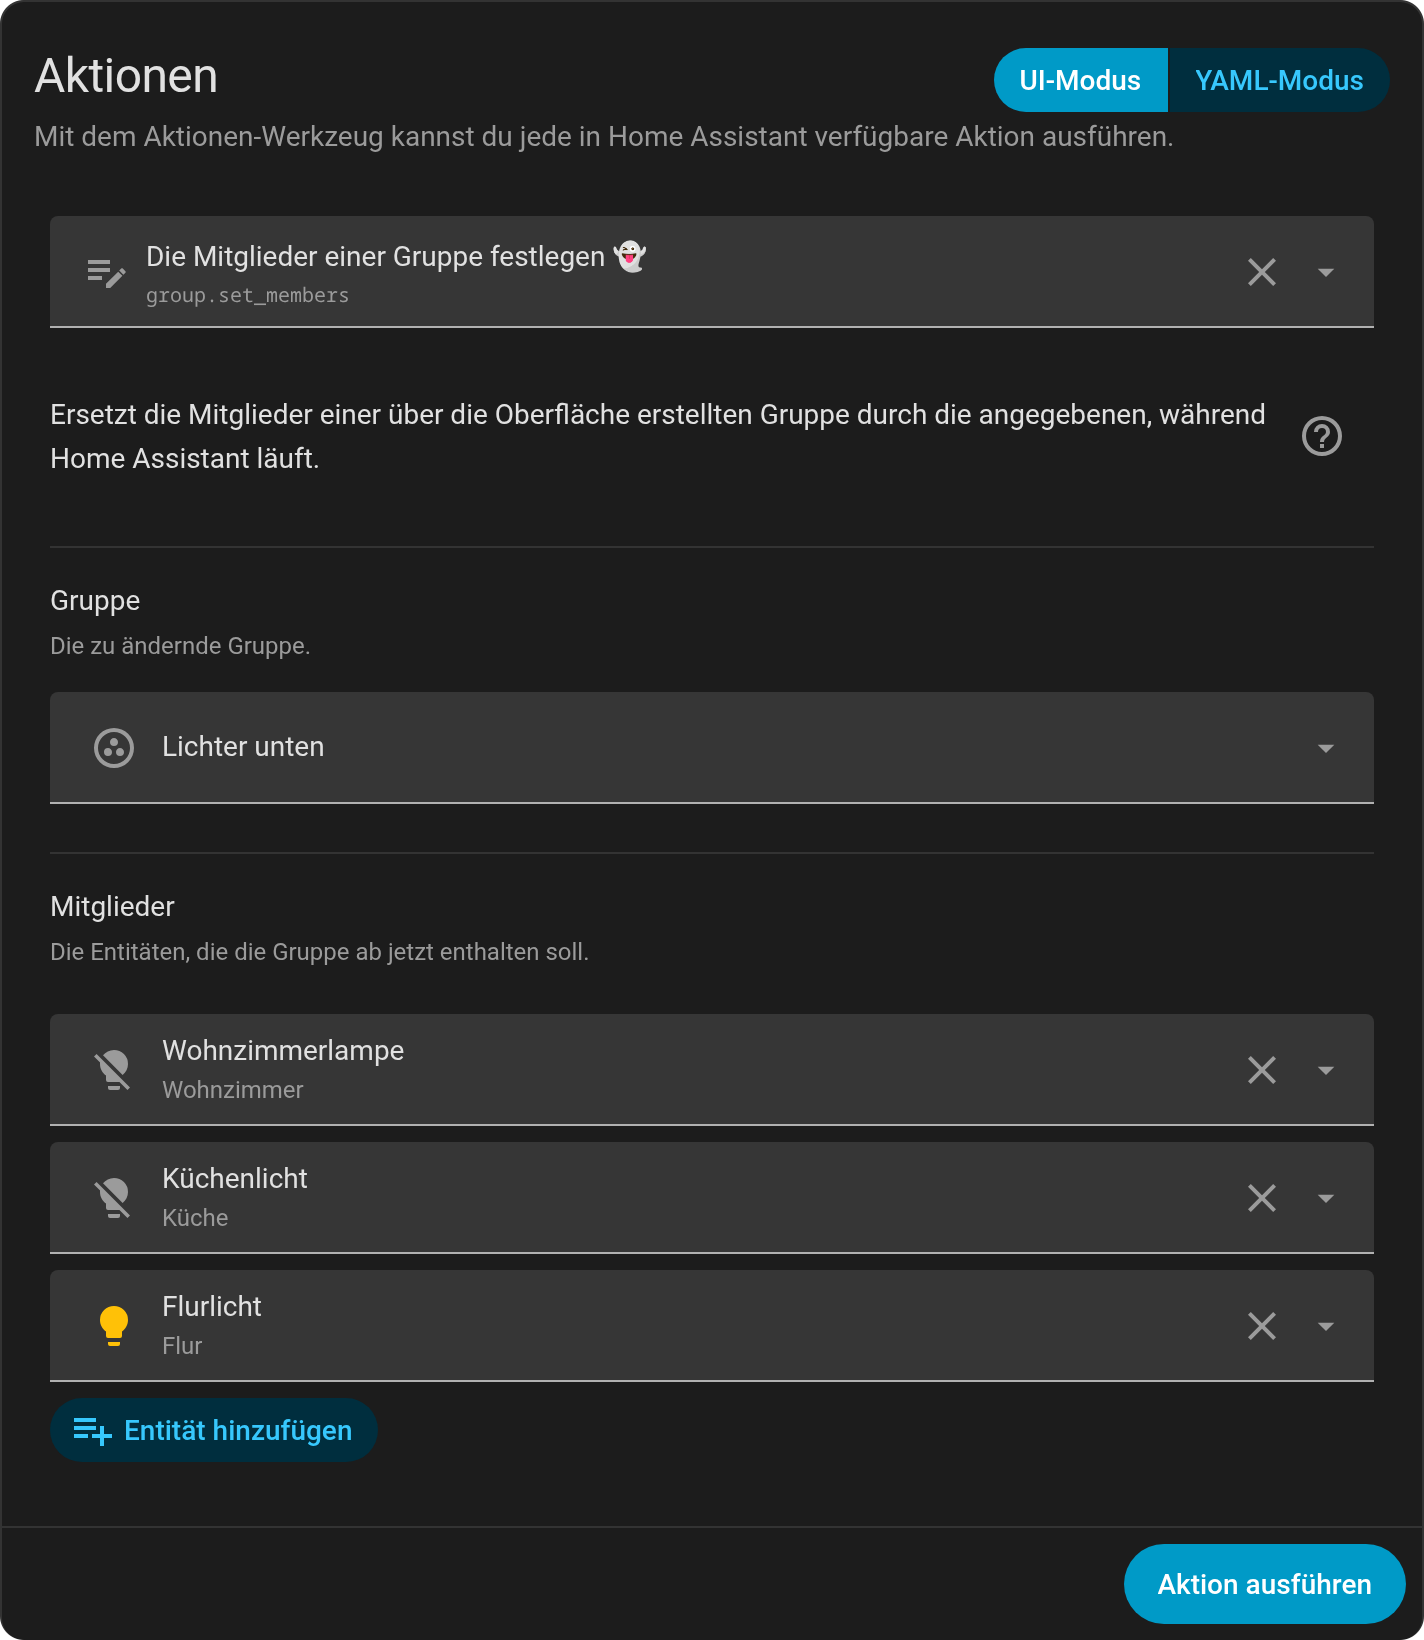 Aktionen
UI-Modus
YAML-Modus
Mit dem Aktionen-Werkzeug kannst du jede in Home Assistant verfügbare Aktion ausführen.
Die Mitglieder einer Gruppe festlegen 👻
group.set_members
Ersetzt die Mitglieder einer über die Oberfläche erstellten Gruppe durch die angegebenen, während
Home Assistant läuft.
Gruppe
Die zu ändernde Gruppe.
Lichter unten
Mitglieder
Die Entitäten, die die Gruppe ab jetzt enthalten soll.
Wohnzimmerlampe
Wohnzimmer
Küchenlicht
Küche
Flurlicht
Flur
Entität hinzufügen
Aktion ausführen